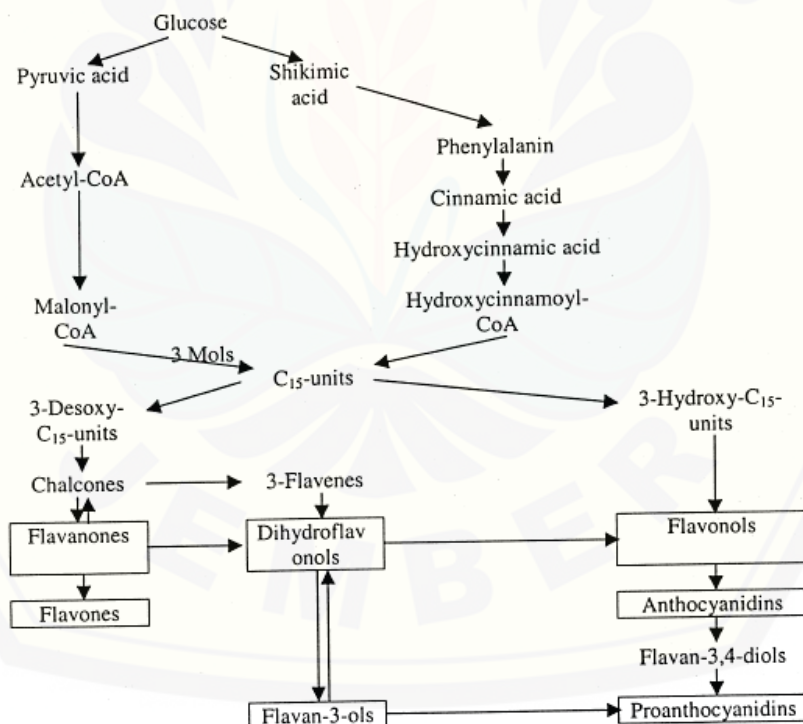 Glucose
Pyruvic acid
Shikimic
acid
Phenylalanin
Acetyl-CoA
Cinnamic acid
Hydroxycinnamic acid
Malonyl-
CoA
Hydroxycinnamoyl-
CoA
3 Mols
C₁₅-units
3-Desoxy-
C₁₅-units
3-Hydroxy-C₁₅-
units
Chalcones
3-Flavenes
Flavanones
Dihydroflav
onols
Flavonols
Flavones
Anthocyanidins
Flavan-3,4-diols
Flavan-3-ols
Proanthocyanidins
EMBER